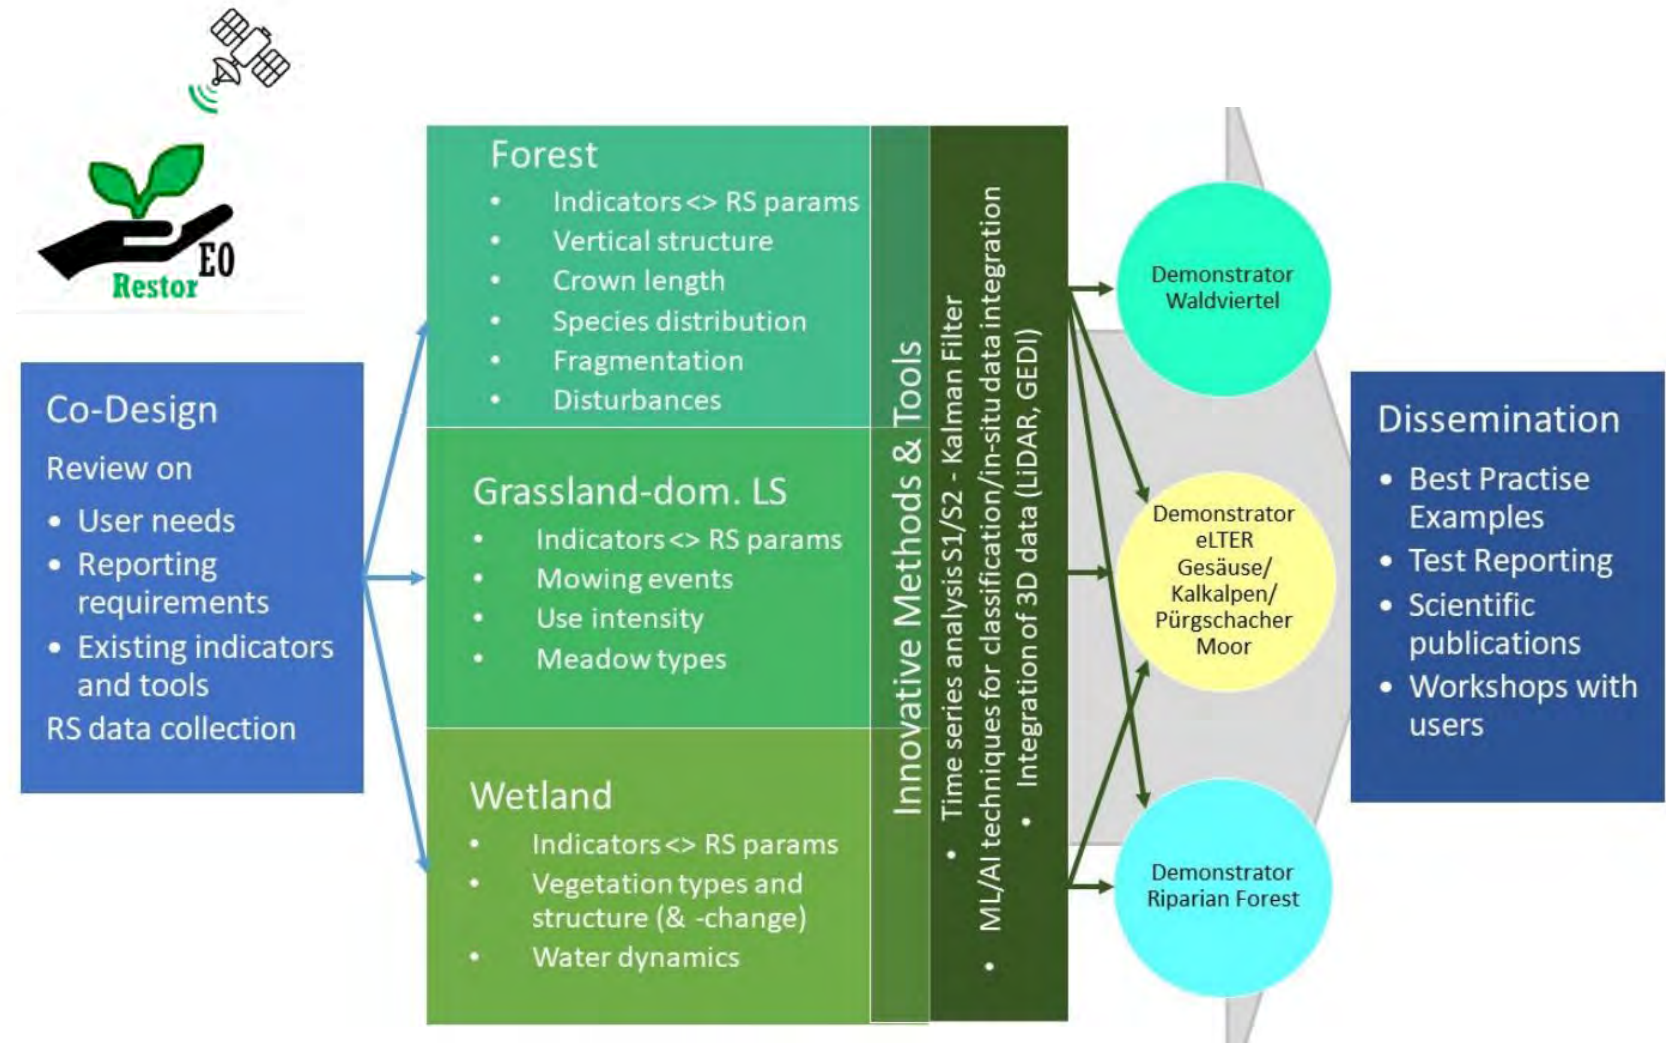 EO
Restor
Co-Design
Review on
• User needs
• Reporting
requirements
• Existing indicators
and tools
RS data collection
Forest
• Indicators <> RS params
• Vertical structure
• Crown length
• Species distribution
• Fragmentation
• Disturbances
Grassland-dom. LS
• Indicators <> RS params
• Mowing events
• Use intensity
• Meadow types
Wetland
• Indicators <> RS params
• Vegetation types and
structure (& -change)
• Water dynamics
Innovative Methods & Tools
• Time series analysis S1/S2 - Kalman Filter
• ML/AI techniques for classification/in-situ data integration
• Integration of 3D data (LiDAR, GEDI)
Demonstrator
Waldviertel
Demonstrator
eLTER
Gesäuse/
Kalkalpen/
Pürgschacher
Moor
Demonstrator
Riparian Forest
Dissemination
• Best Practise
Examples
• Test Reporting
• Scientific
publications
• Workshops with
users